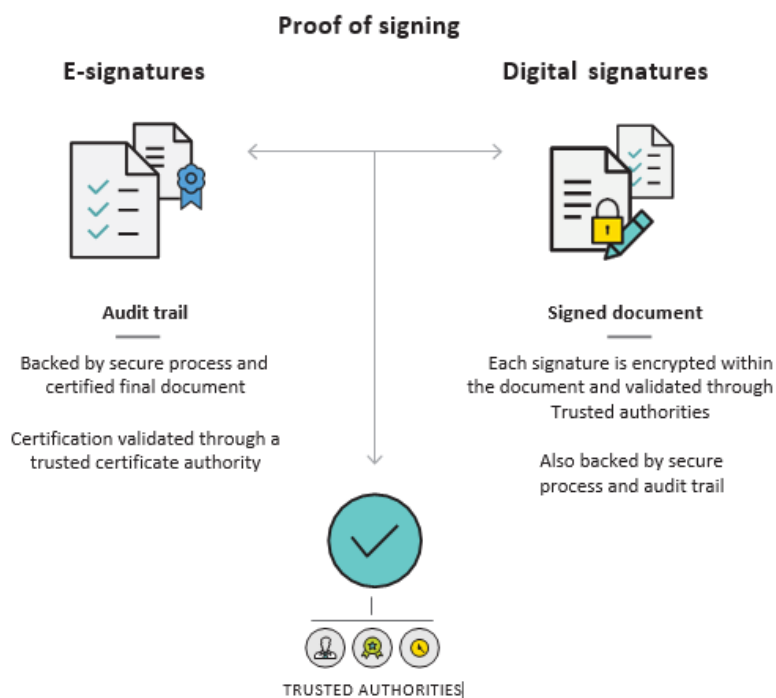 Proof of signing
E-signatures
Digital signatures
Audit trail
Backed by secure process and
certified final document
Certification validated through a
trusted certificate authority
Signed document
Each signature is encrypted within
the document and validated through
Trusted authorities
Also backed by secure
process and audit trail
TRUSTED AUTHORITIES